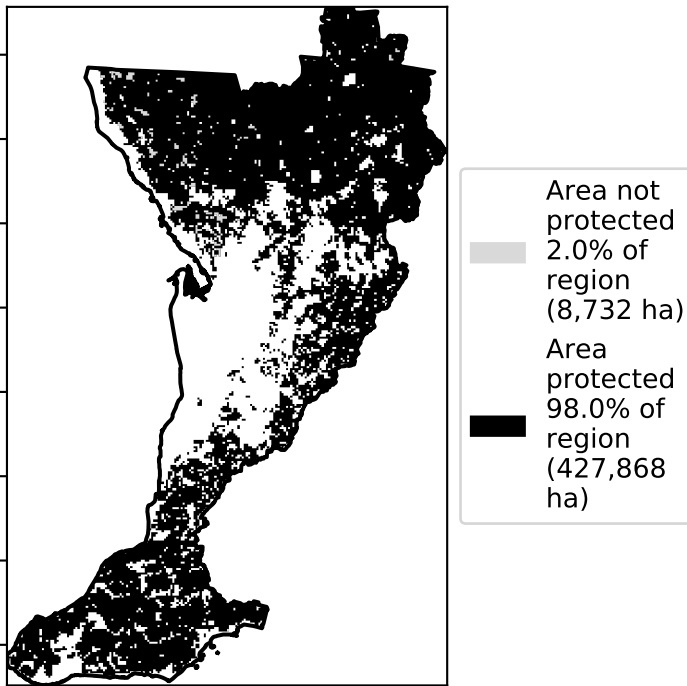 Area not
protected
2.0% of
region
(8,732 ha)
Area
protected
98.0% of
region
(427,868
ha)